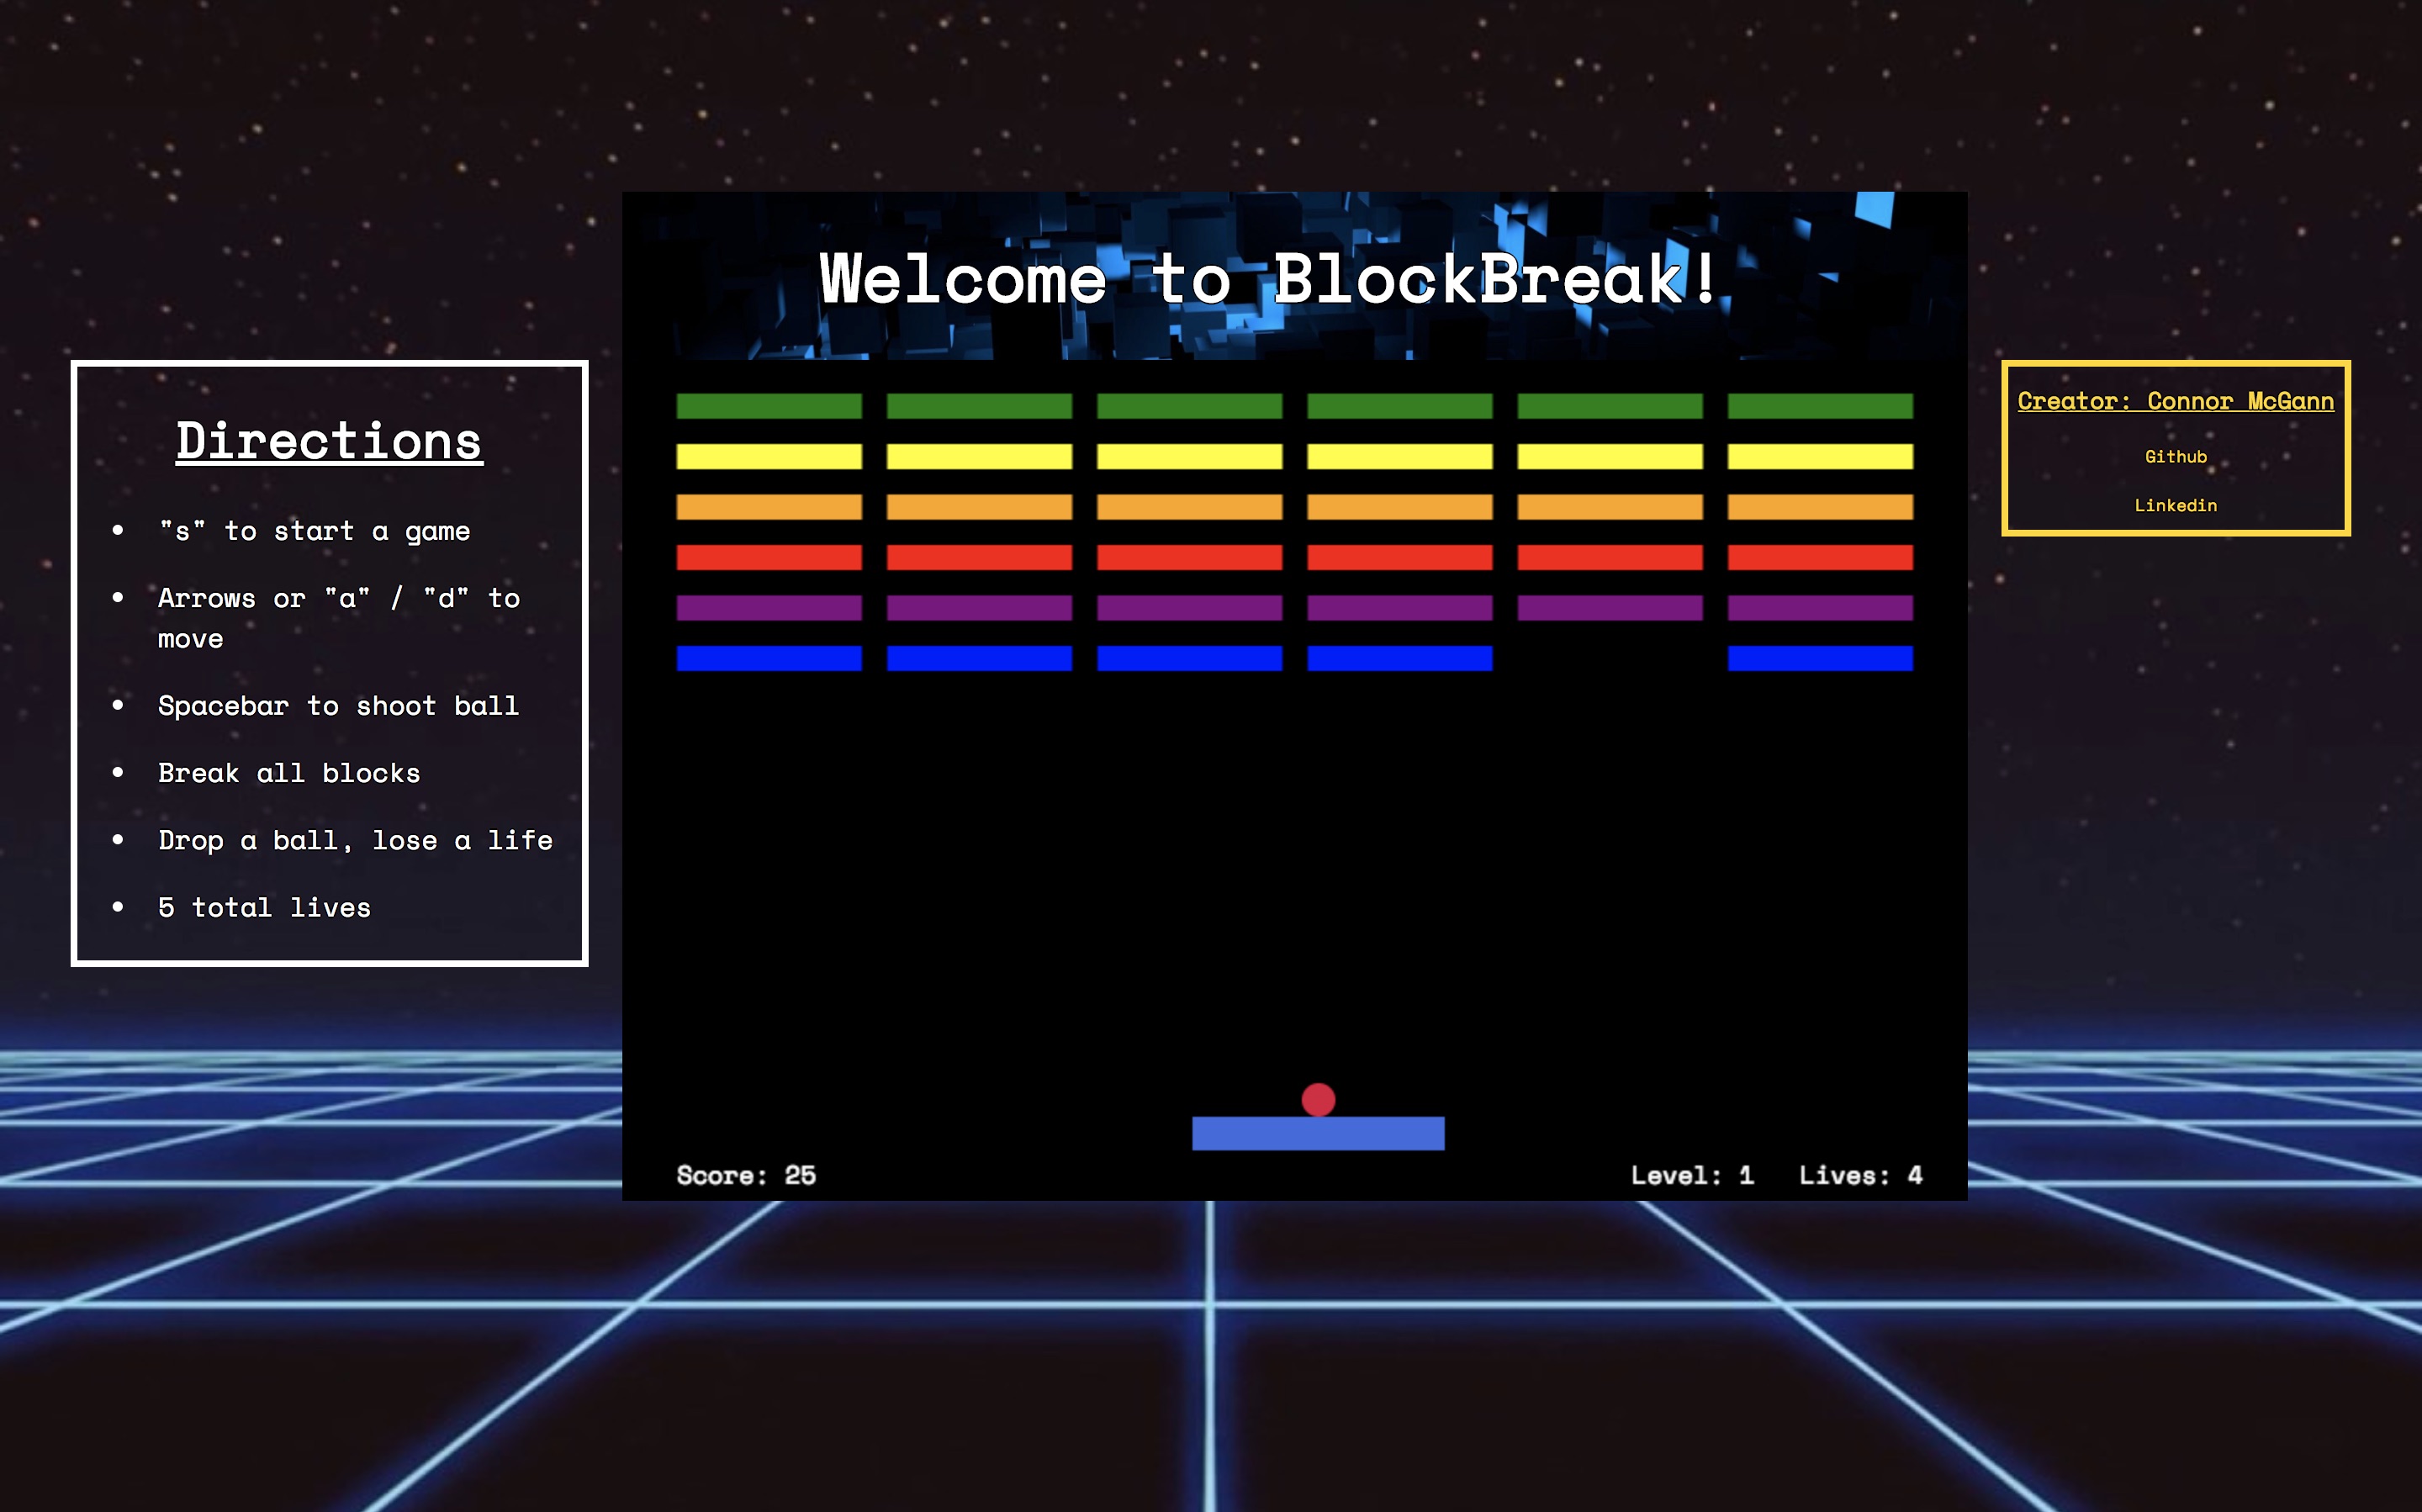 Welcome to BlockBreak!
Directions
"s" to start a game
Arrows or "a" / "d" to
move
Spacebar to shoot ball
Break all blocks
Drop a ball, lose a life
5 total lives
Creator: Connor McGann
Github
Linkedin
Score: 25
Level: 1
Lives: 4